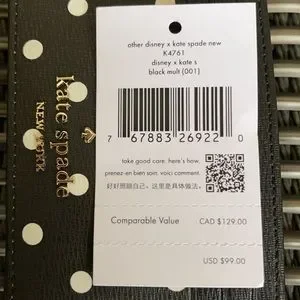 other disney x kate spade new
K4761
disney x kate s
black mult (001)
7 67883 26922 0
take good care. here's how.
prenez-en bien soin. voici comment.
好好照顾自己。这里是具体做法。
Comparable Value CAD $129.00
USD $99.00
kate spade
NEW YORK